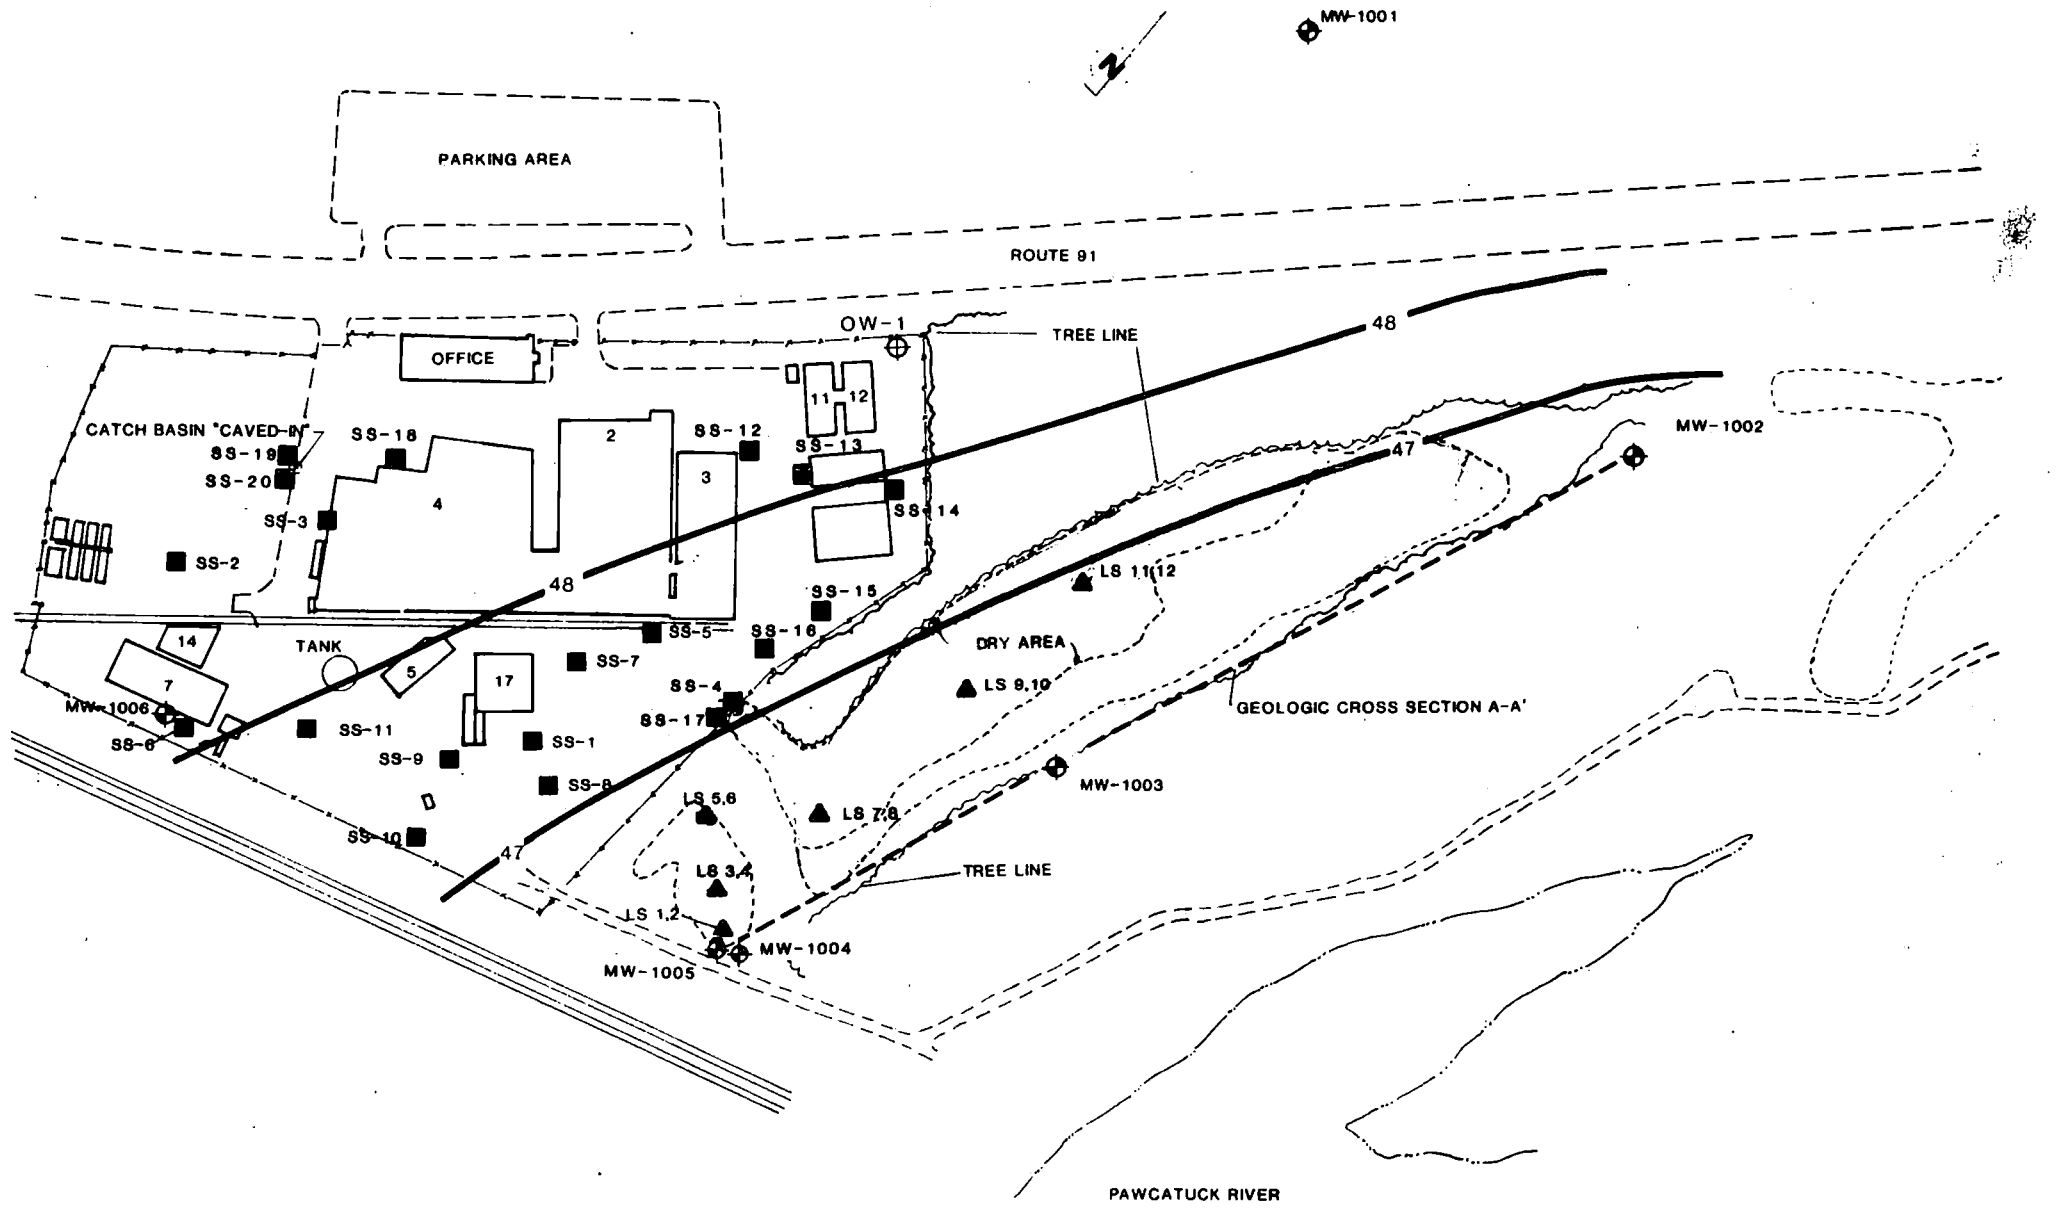 MW-1001
N
PARKING AREA
ROUTE 91
48
OW-1
TREE LINE
OFFICE
11
12
CATCH BASIN "CAVED-IN"
SS-18
2
SS-12
SS-13
47
MW-1002
SS-19
SS-20
4
3
SS-3
SS-14
SS-2
48
LS 11,12
SS-15
14
TANK
SS-5
SS-16
DRY AREA
5
SS-7
7
17
SS-4
LS 9,10
MW-1006
SS-17
GEOLOGIC CROSS SECTION A-A'
SS-6
SS-11
SS-1
SS-9
SS-8
MW-1003
LS 5,6
LS 7,8
SS-10
47
LS 3,4
TREE LINE
LS 1,2
MW-1004
MW-1005
PAWCATUCK RIVER